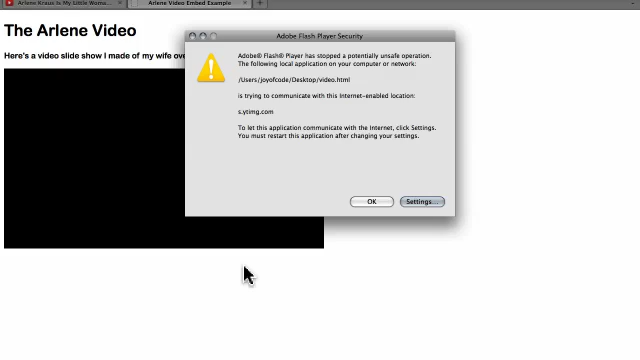 Arlene Kraus Is My Little Woma...
Arlene Video Embed Example
The Arlene Video
Here's a video slide show I made of my wife ove
Adobe Flash Player Security
Adobe® Flash® Player has stopped a potentially unsafe operation.
The following local application on your computer or network:
/Users/joyofcode/Desktop/video.html
is trying to communicate with this Internet-enabled location:
s.ytimg.com
To let this application communicate with the Internet, click Settings.
You must restart this application after changing your settings.
OK
Settings...